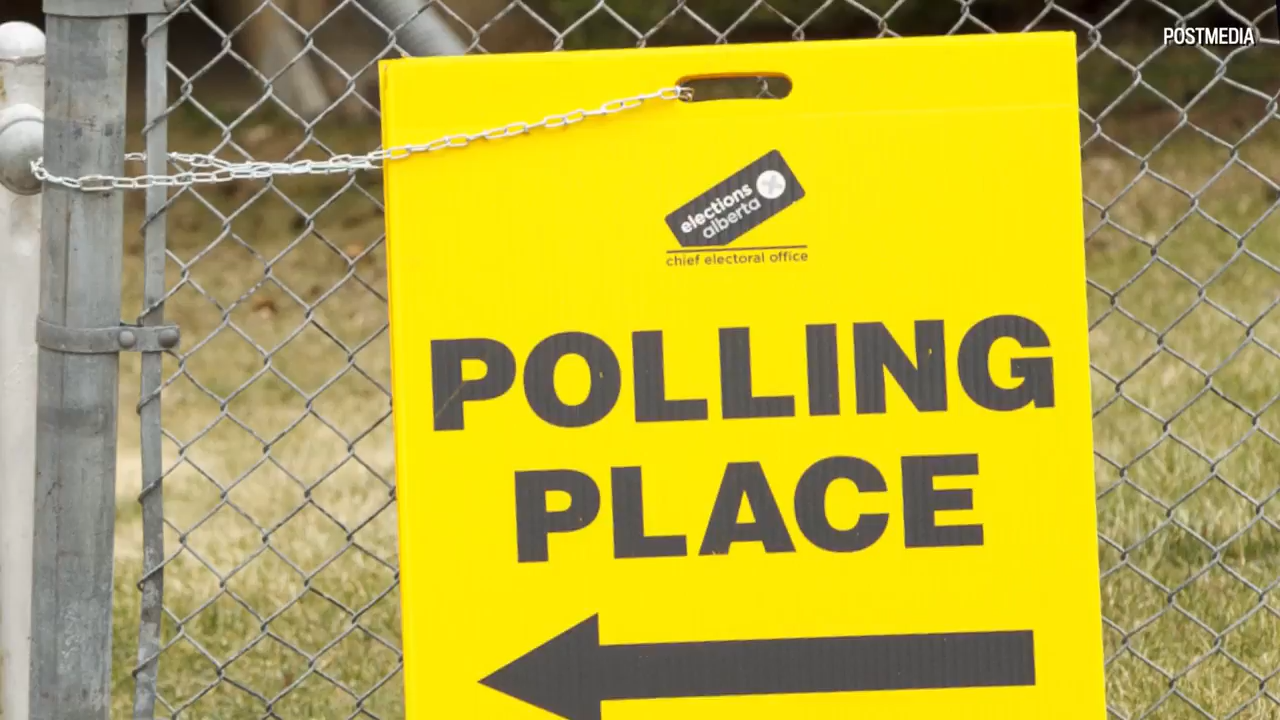 POSTMEDIA
elections
alberta
chief electoral office
POLLING
PLACE